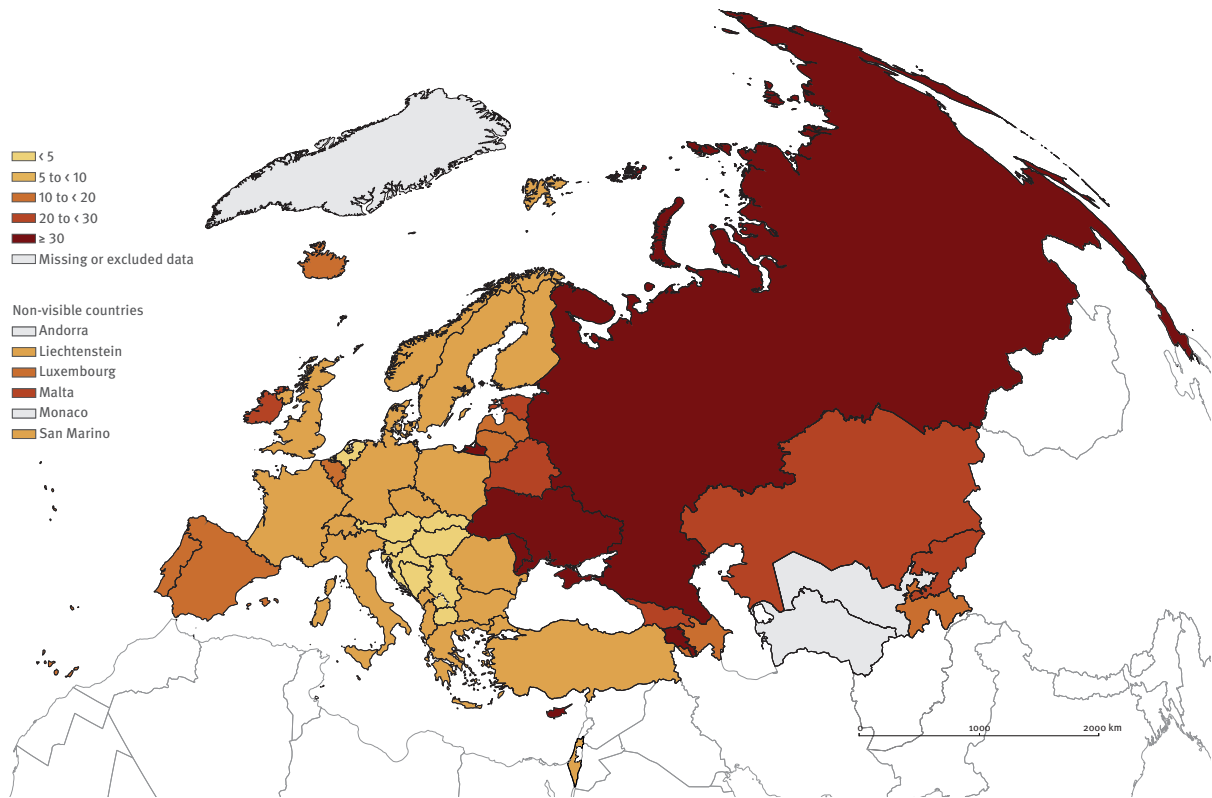 < 5
5 to < 10
10 to < 20
20 to < 30
≥ 30
Missing or excluded data
Non-visible countries
Andorra
Liechtenstein
Luxembourg
Malta
Monaco
San Marino
0 1000 2000 km